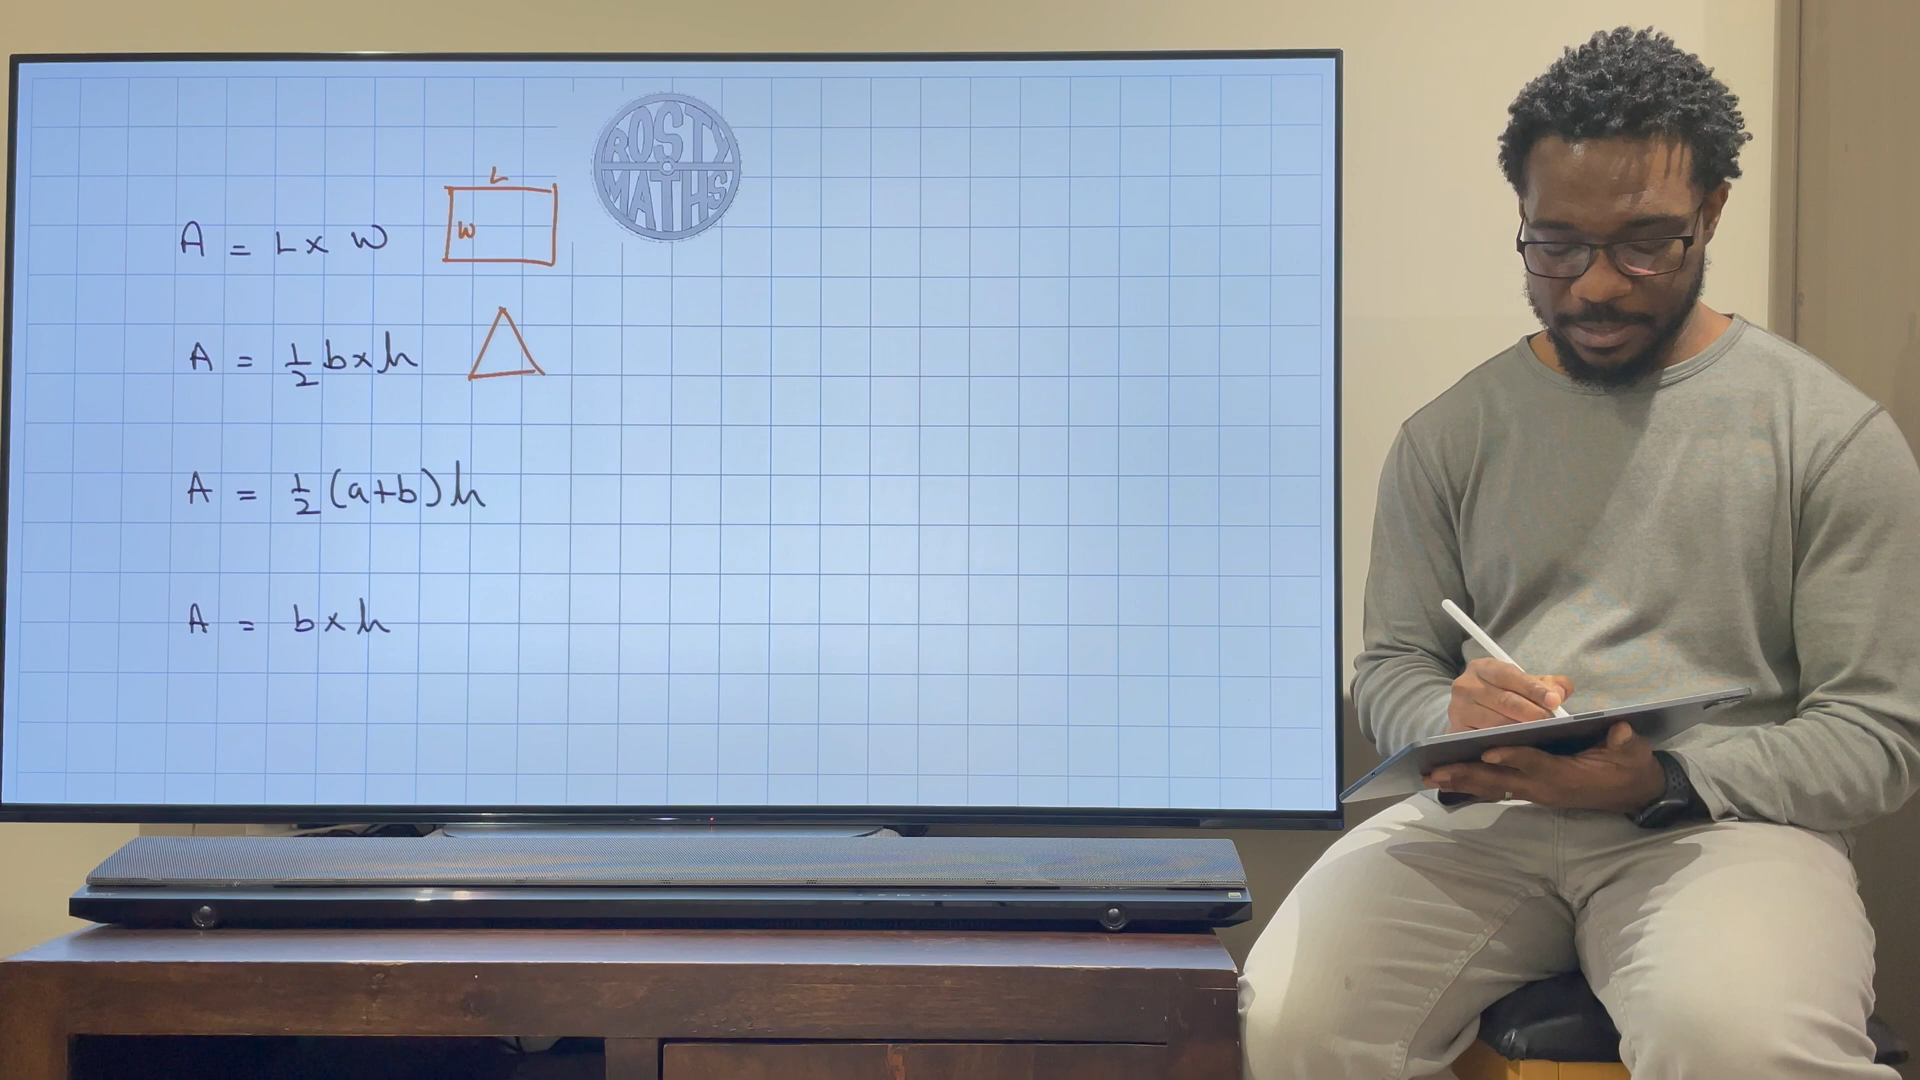 ROSTY
MATHS
L
A = L x W
W
A = 1/2 b x h
A = 1/2 (a+b) h
A = b x h